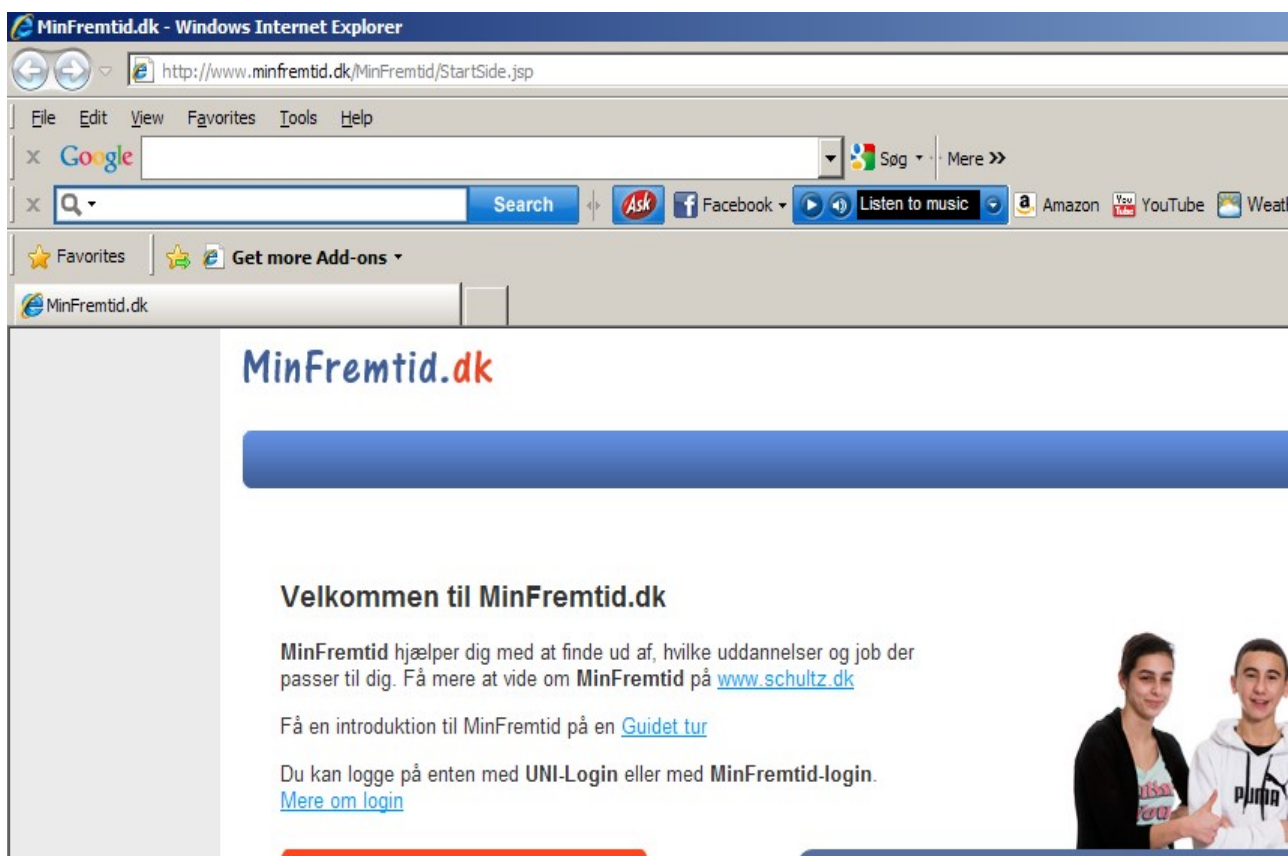 MinFremtid.dk - Windows Internet Explorer
http://www.minfremtid.dk/MinFremtid/StartSide.jsp
File Edit View Favorites Tools Help
x Google Søg Mere >>
x Search Ask Facebook Listen to music a Amazon You Tube YouTube
Favorites Get more Add-ons
MinFremtid.dk
MinFremtid.dk
Velkommen til MinFremtid.dk
MinFremtid hjælper dig med at finde ud af, hvilke uddannelser og job der
passer til dig. Få mere at vide om MinFremtid på www.schultz.dk
Få en introduktion til MinFremtid på en Guidet tur
Du kan logge på enten med UNI-Login eller med MinFremtid-login.
Mere om login
PUMA